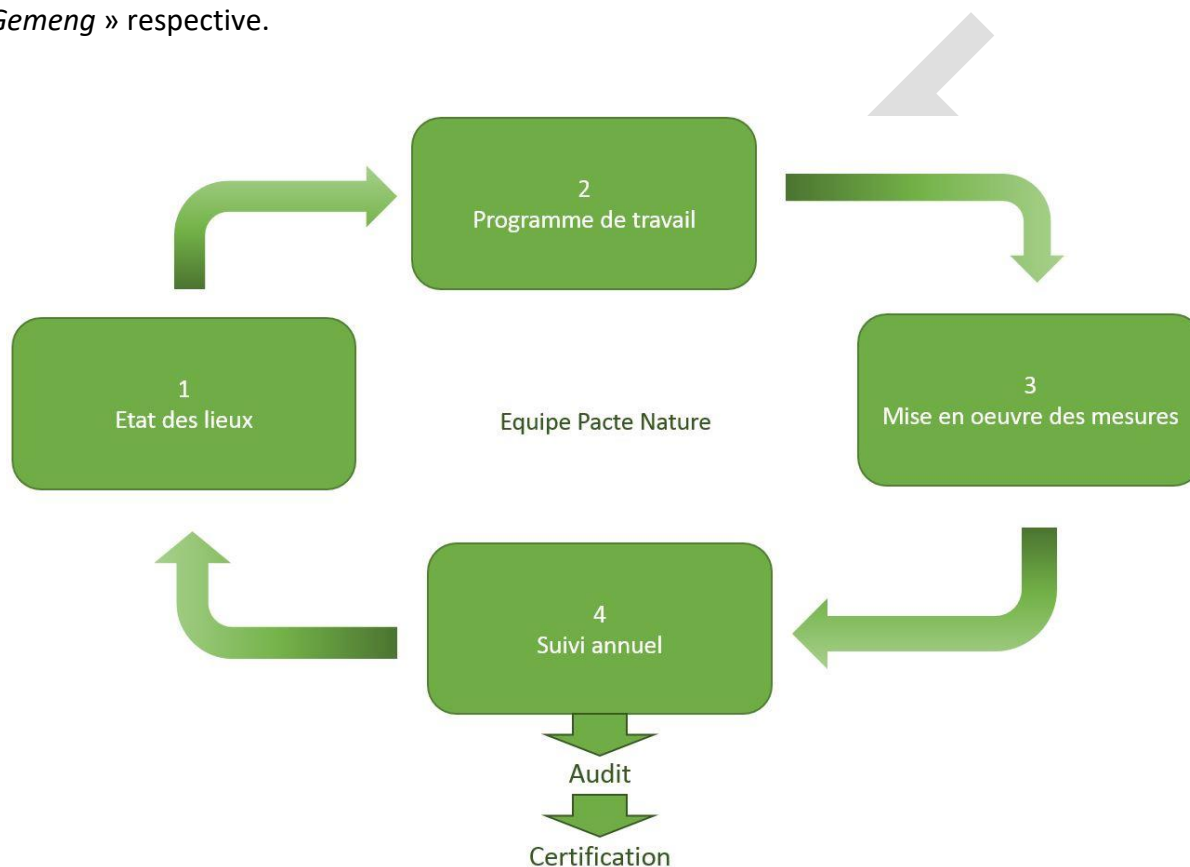 Gemeng » respective.
2
Programme de travail
1
Etat des lieux
Equipe Pacte Nature
3
Mise en oeuvre des mesures
4
Suivi annuel
Audit
Certification